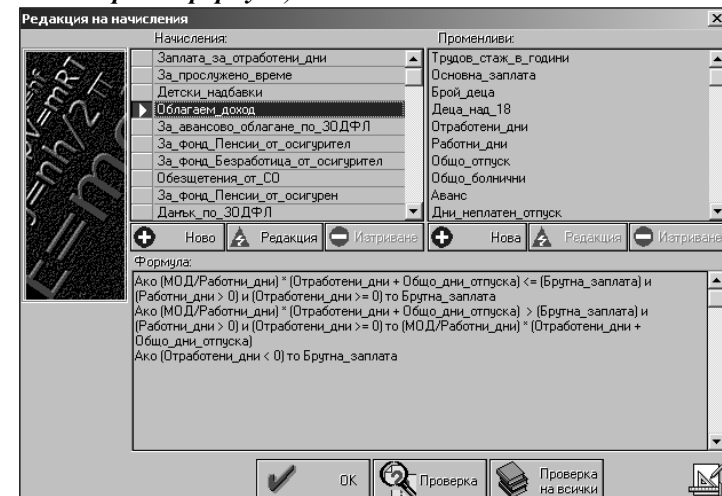 Редакция на начисления
Начисления:
Променливи:
Заплата_за_отработени_дни
За_прослужено_време
Детски_надбавки
Облагаем_доход
За_авансово_облагане_по_ЗОДФЛ
За_фонд_Пенсии_от_осигурител
За_фонд_Безработица_от_осигурител
Обезщетения_от_СО
За_фонд_Пенсии_от_осигурен
Данък_по_ЗОДФЛ
Трудов_стаж_в_години
Основна_заплата
Брой_деца
Деца_над_18
Отработени_дни
Работни_дни
Общо_отпуск
Общо_болнични
Аванс
Дни_неплатен_отпуск
Ново Редакция Изтриване Нова Редакция Изтриване
Формула:
Ако (МОД/Работни_дни) * (Отработени_дни + Общо_дни_отпуска) <= (Брутна_заплата) и
(Работни_дни > 0) и (Отработени_дни >= 0) то Брутна_заплата
Ако (МОД/Работни_дни) * (Отработени_дни + Общо_дни_отпуска) > (Брутна_заплата) и
(Работни_дни > 0) и (Отработени_дни >= 0) то (МОД/Работни_дни) * (Отработени_дни +
Общо_дни_отпуска)
Ако (Отработени_дни < 0) то Брутна_заплата
OK Проверка Проверка
на всички